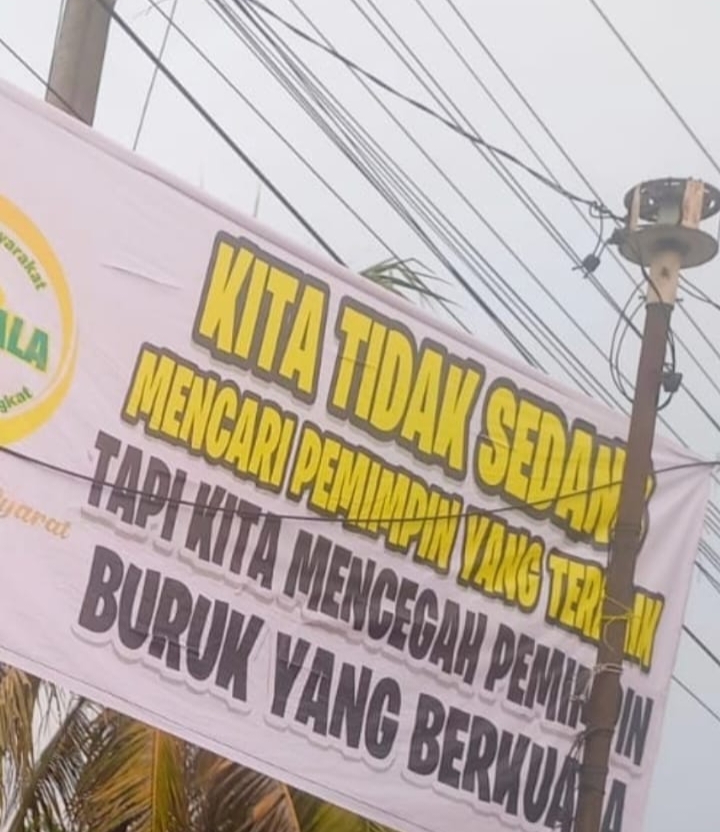 KITA TIDAK SEDANG
MENCARI PEMIMPIN YANG TERBAIK
TAPI KITA MENCEGAH PEMIMPIN
BURUK YANG BERKUASA